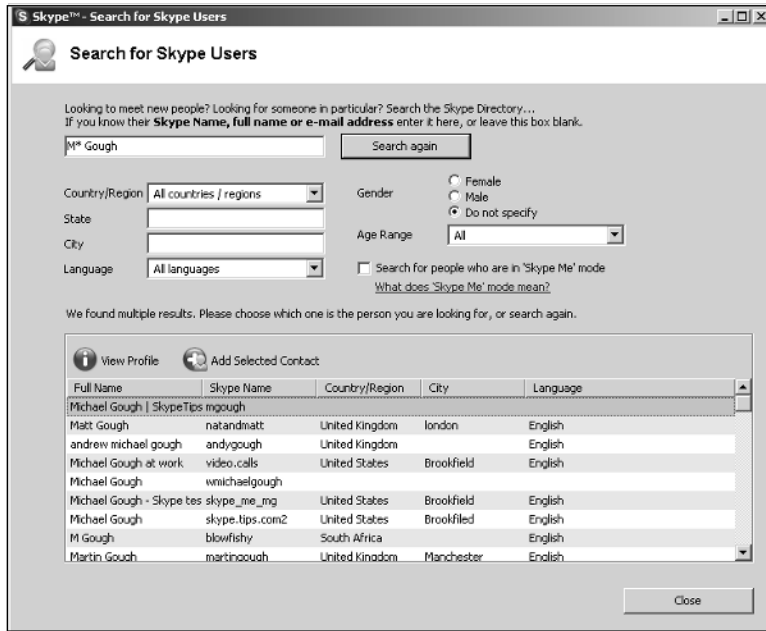 S Skype™ - Search for Skype Users
Search for Skype Users
Looking to meet new people? Looking for someone in particular? Search the Skype Directory...
If you know their Skype Name, full name or e-mail address enter it here, or leave this box blank.
M* Gough Search again
Country/Region All countries / regions Gender Female
Male
State Do not specify
City Age Range All
Language All languages Search for people who are in 'Skype Me' mode
What does 'Skype Me' mode mean?
We found multiple results. Please choose which one is the person you are looking for, or search again.
View Profile Add Selected Contact
Full Name Skype Name Country/Region City Language
Michael Gough | SkypeTips mgough
Matt Gough natandmatt United Kingdom london English
andrew michael gough andygough United Kingdom English
Michael Gough at work video.calls United States Brookfield English
Michael Gough wmichaelgough
Michael Gough - Skype tes skype_me_mg United States Brookfield English
Michael Gough skype.tips.com2 United States Brookfiled English
M Gough blowfishy South Africa English
Martin Gough martingough United Kingdom Manchester English
Close